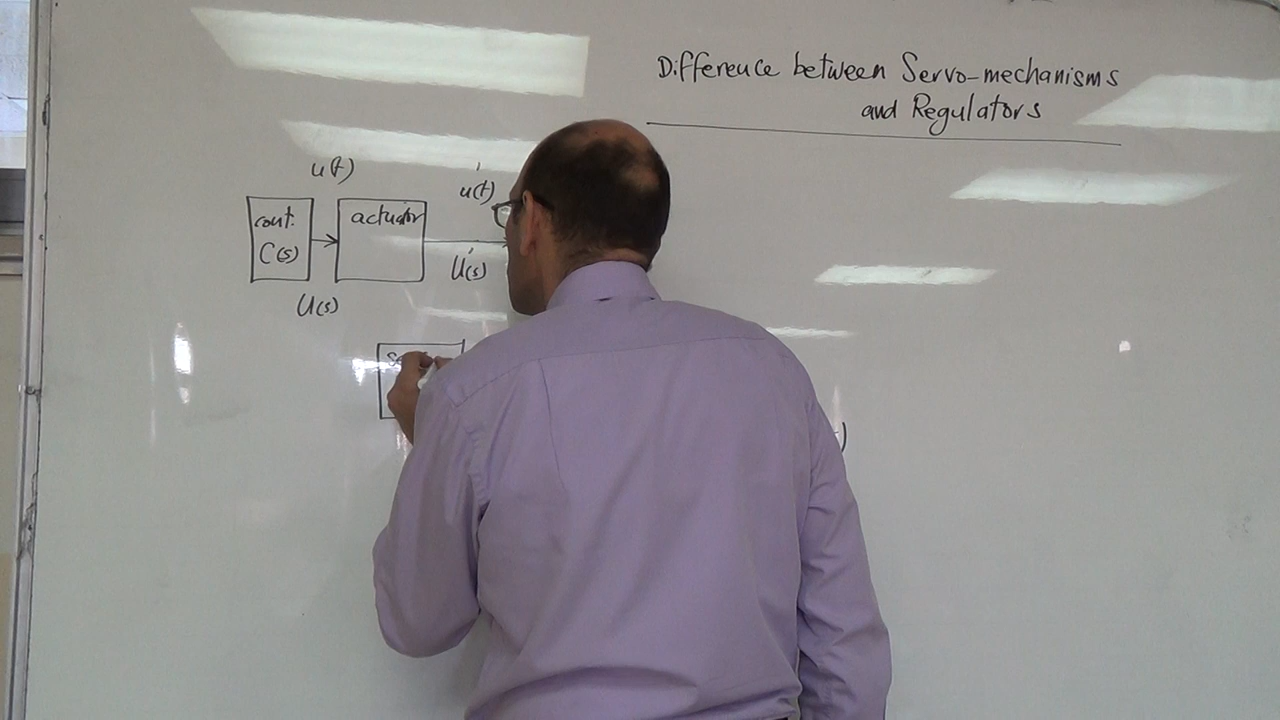 Difference between Servo-mechanisms
and Regulators
u(t)
u'(t)
cont.
C(s)
actuator
U'(s)
U(s)